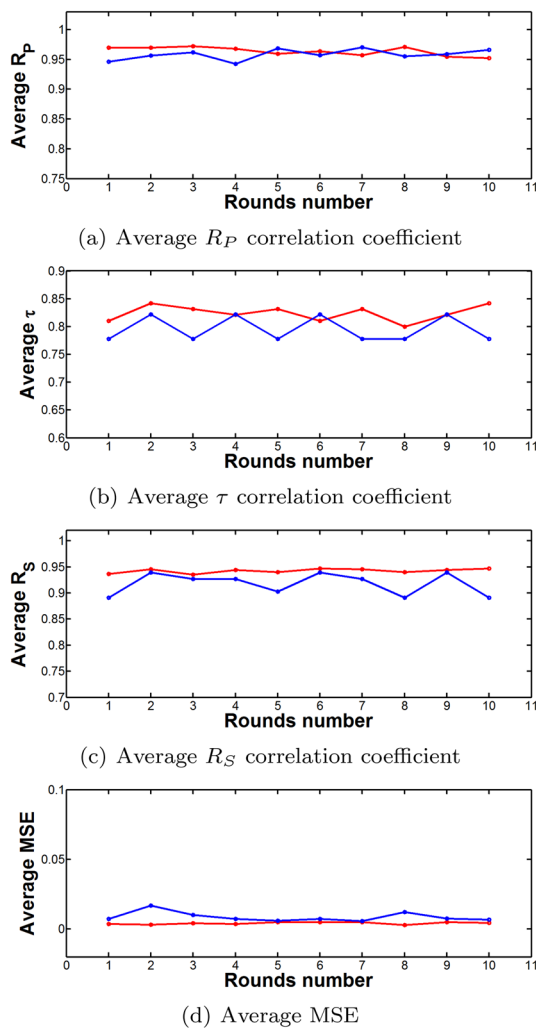 1
0.95
0.9
0.85
0.8
0.75
Average R_P
0 1 2 3 4 5 6 7 8 9 10 11
Rounds number
(a) Average R_P correlation coefficient
0.9
0.85
0.8
0.75
0.7
0.65
0.6
Average τ
0 1 2 3 4 5 6 7 8 9 10 11
Rounds number
(b) Average τ correlation coefficient
1
0.95
0.9
0.85
0.8
0.75
0.7
Average R_S
0 1 2 3 4 5 6 7 8 9 10 11
Rounds number
(c) Average R_S correlation coefficient
0.1
0.05
0
Average MSE
0 1 2 3 4 5 6 7 8 9 10 11
Rounds number
(d) Average MSE